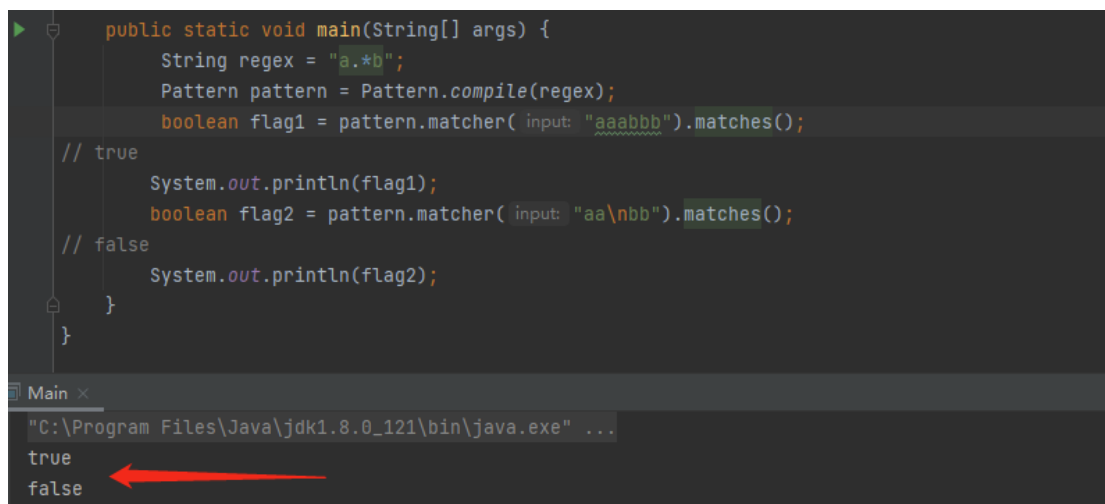 public static void main(String[] args) {
String regex = "a.*b";
Pattern pattern = Pattern.compile(regex);
boolean flag1 = pattern.matcher( input: "aaabbb").matches();
// true
System.out.println(flag1);
boolean flag2 = pattern.matcher( input: "aa\nbb").matches();
// false
System.out.println(flag2);
}
}
Main ×
"C:\Program Files\Java\jdk1.8.0_121\bin\java.exe" ...
true
false